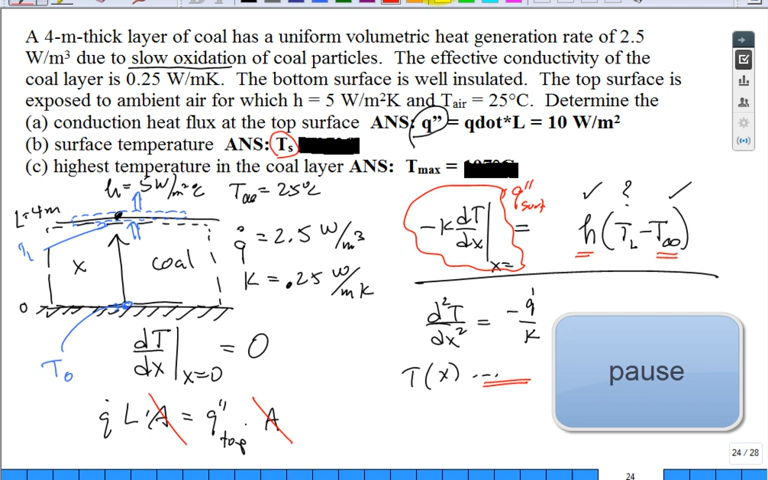 A 4-m-thick layer of coal has a uniform volumetric heat generation rate of 2.5
W/m³ due to slow oxidation of coal particles. The effective conductivity of the
coal layer is 0.25 W/mK. The bottom surface is well insulated. The top surface is
exposed to ambient air for which h = 5 W/m²K and Tair = 25°C. Determine the
(a) conduction heat flux at the top surface ANS: q” = qdot*L = 10 W/m²
(b) surface temperature ANS: Ts
(c) highest temperature in the coal layer ANS: Tmax =
h = 5 W/m²℃ T∞ = 25℃
L=4m
q̇ = 2.5 W/m³
x coal
K = .25 W/mK
0
T₀
dT/dx |x=0 = 0
q̇ L·A = q"top · A
-k dT/dx |x= = h (T_L - T∞)
q"surf
✓ ? ✓
d²T/dx² = -q̇/k
T(x) ...
pause
24 / 28
24